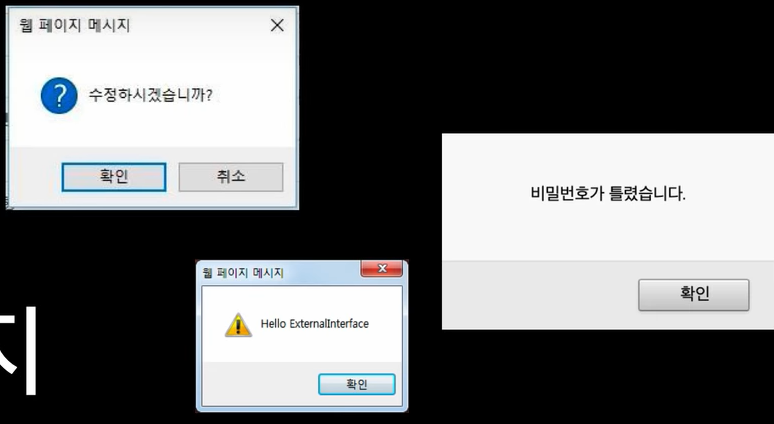 웹 페이지 메시지
수정하시겠습니까?
확인 취소
비밀번호가 틀렸습니다.
확인
웹 페이지 메시지
Hello ExternalInterface
확인